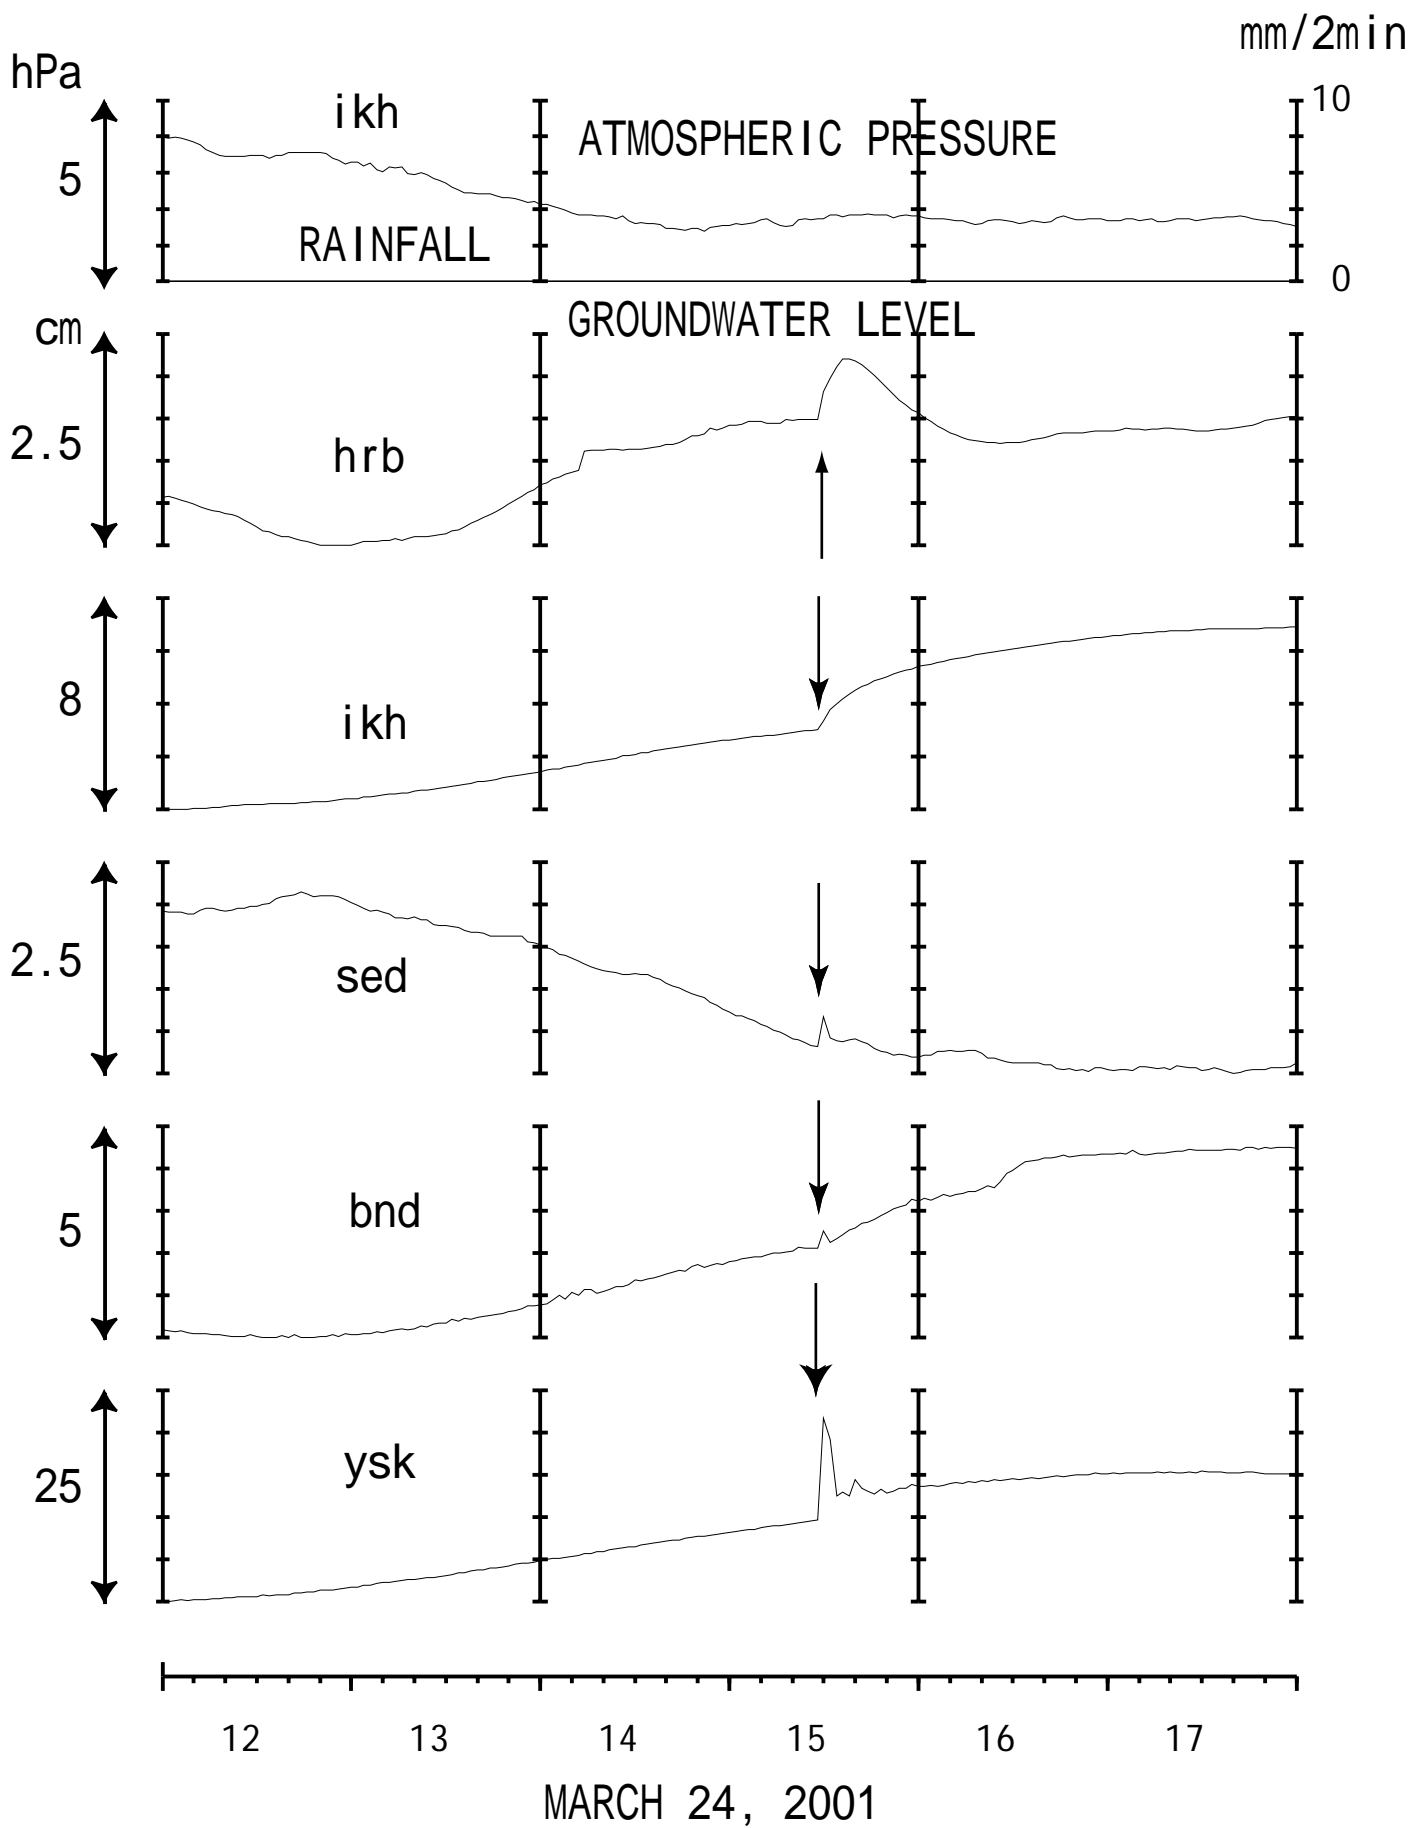 mm/2min
hPa
ikh
10
ATMOSPHERIC PRESSURE
5
RAINFALL
0
GROUNDWATER LEVEL
cm
2.5
hrb
8
ikh
2.5
sed
5
bnd
25
ysk
12 13 14 15 16 17
MARCH 24, 2001